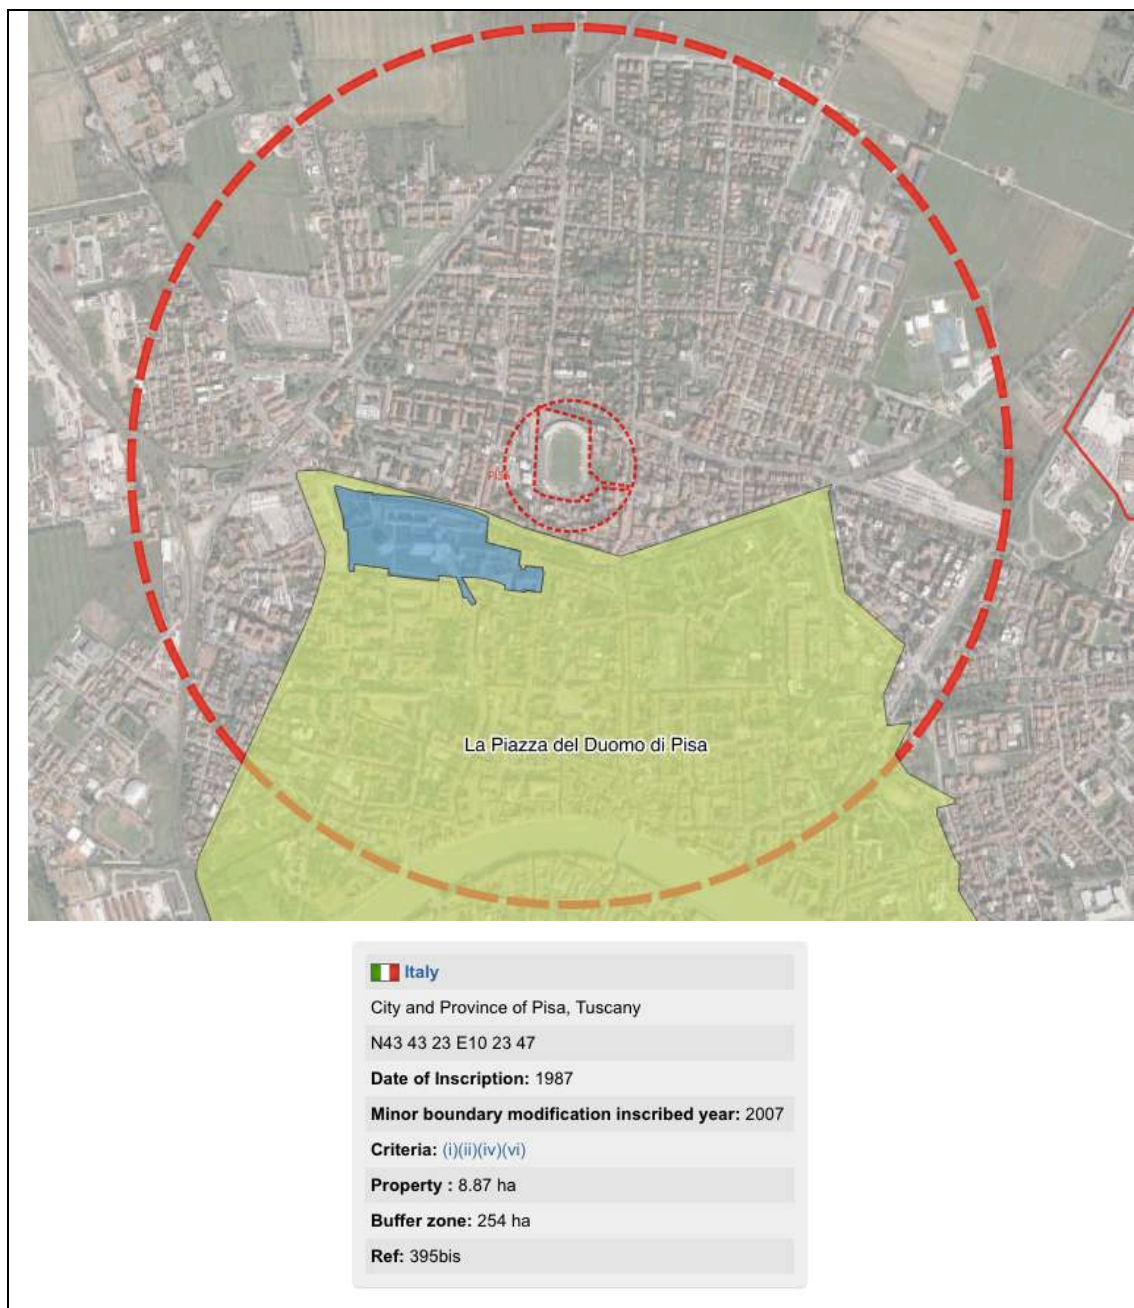 PISA
La Piazza del Duomo di Pisa
Italy
City and Province of Pisa, Tuscany
N43 43 23 E10 23 47
Date of Inscription: 1987
Minor boundary modification inscribed year: 2007
Criteria: (i)(ii)(iv)(vi)
Property : 8.87 ha
Buffer zone: 254 ha
Ref: 395bis